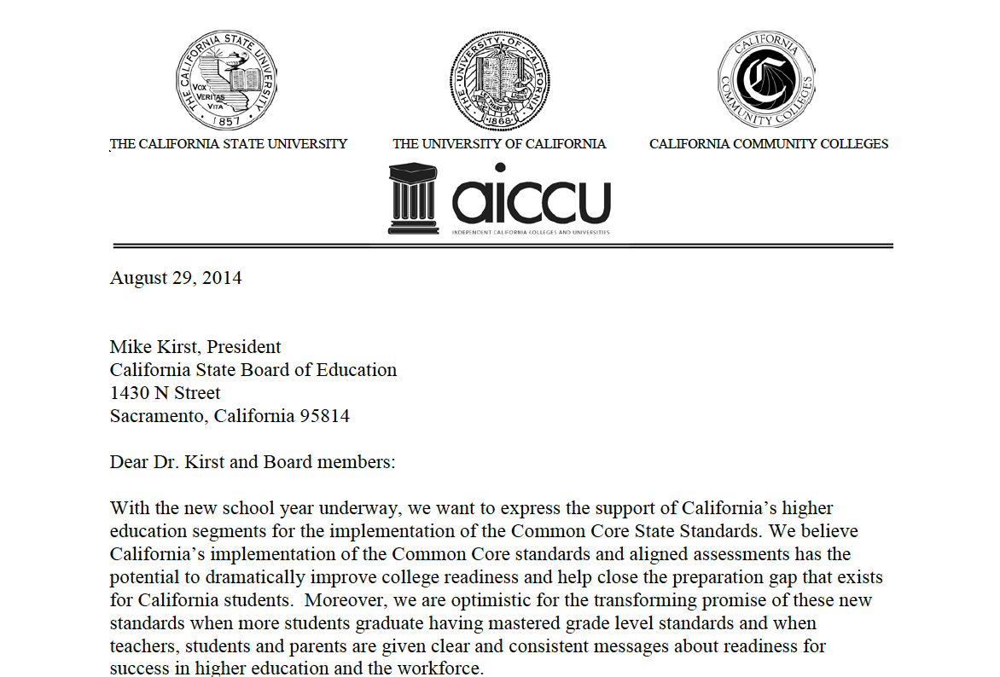 THE CALIFORNIA STATE UNIVERSITY
VOX
VERITAS
VITA
1857
THE UNIVERSITY OF CALIFORNIA
LET THERE BE LIGHT
1868
CALIFORNIA
COMMUNITY COLLEGES
C
THE CALIFORNIA STATE UNIVERSITY THE UNIVERSITY OF CALIFORNIA CALIFORNIA COMMUNITY COLLEGES
aiccu
INDEPENDENT CALIFORNIA COLLEGES AND UNIVERSITIES
August 29, 2014
Mike Kirst, President
California State Board of Education
1430 N Street
Sacramento, California 95814
Dear Dr. Kirst and Board members:
With the new school year underway, we want to express the support of California’s higher
education segments for the implementation of the Common Core State Standards. We believe
California’s implementation of the Common Core standards and aligned assessments has the
potential to dramatically improve college readiness and help close the preparation gap that exists
for California students.  Moreover, we are optimistic for the transforming promise of these new
standards when more students graduate having mastered grade level standards and when
teachers, students and parents are given clear and consistent messages about readiness for
success in higher education and the workforce.